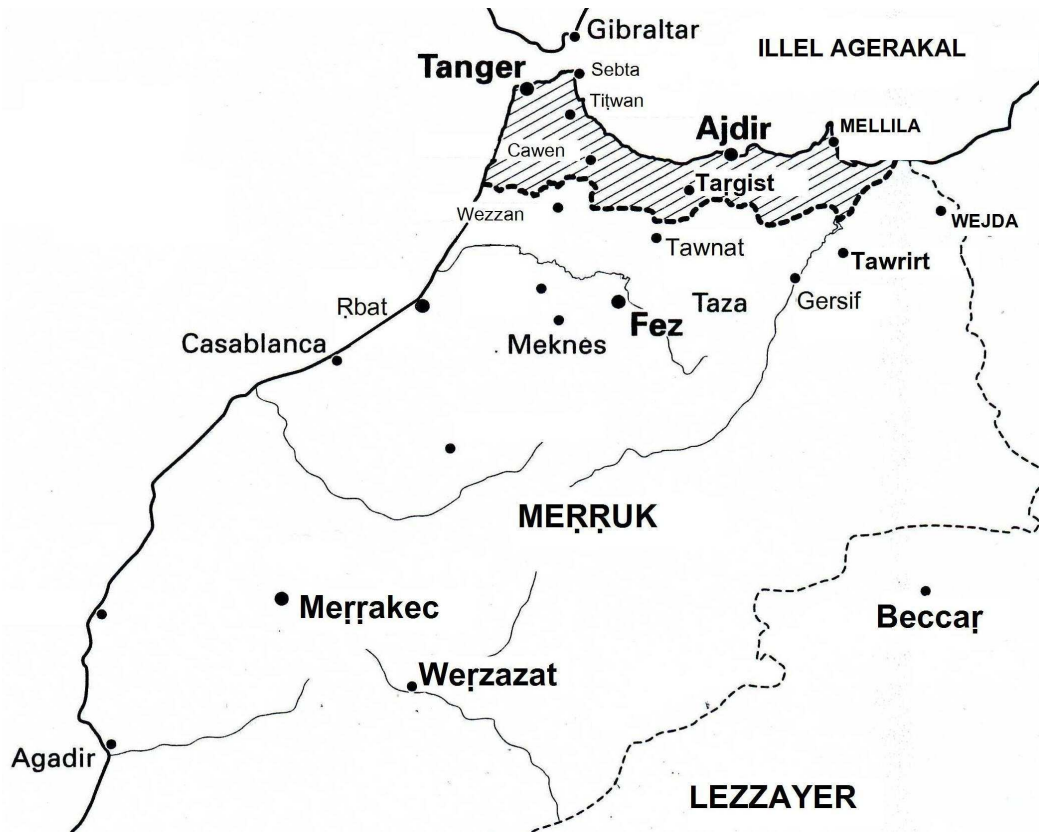 Gibraltar
ILLEL AGERAKAL
Tanger
Sebta
Tiṭwan
Ajdir
MELLILA
Cawen
Taṛgist
Wezzan
WEJDA
Tawnat
Tawrirt
Gersif
Taza
Ṛbat
Fez
Casablanca
Meknes
MEṚṚUK
Meṛṛakec
Beccaṛ
Weṛzazat
Agadir
LEZZAYER